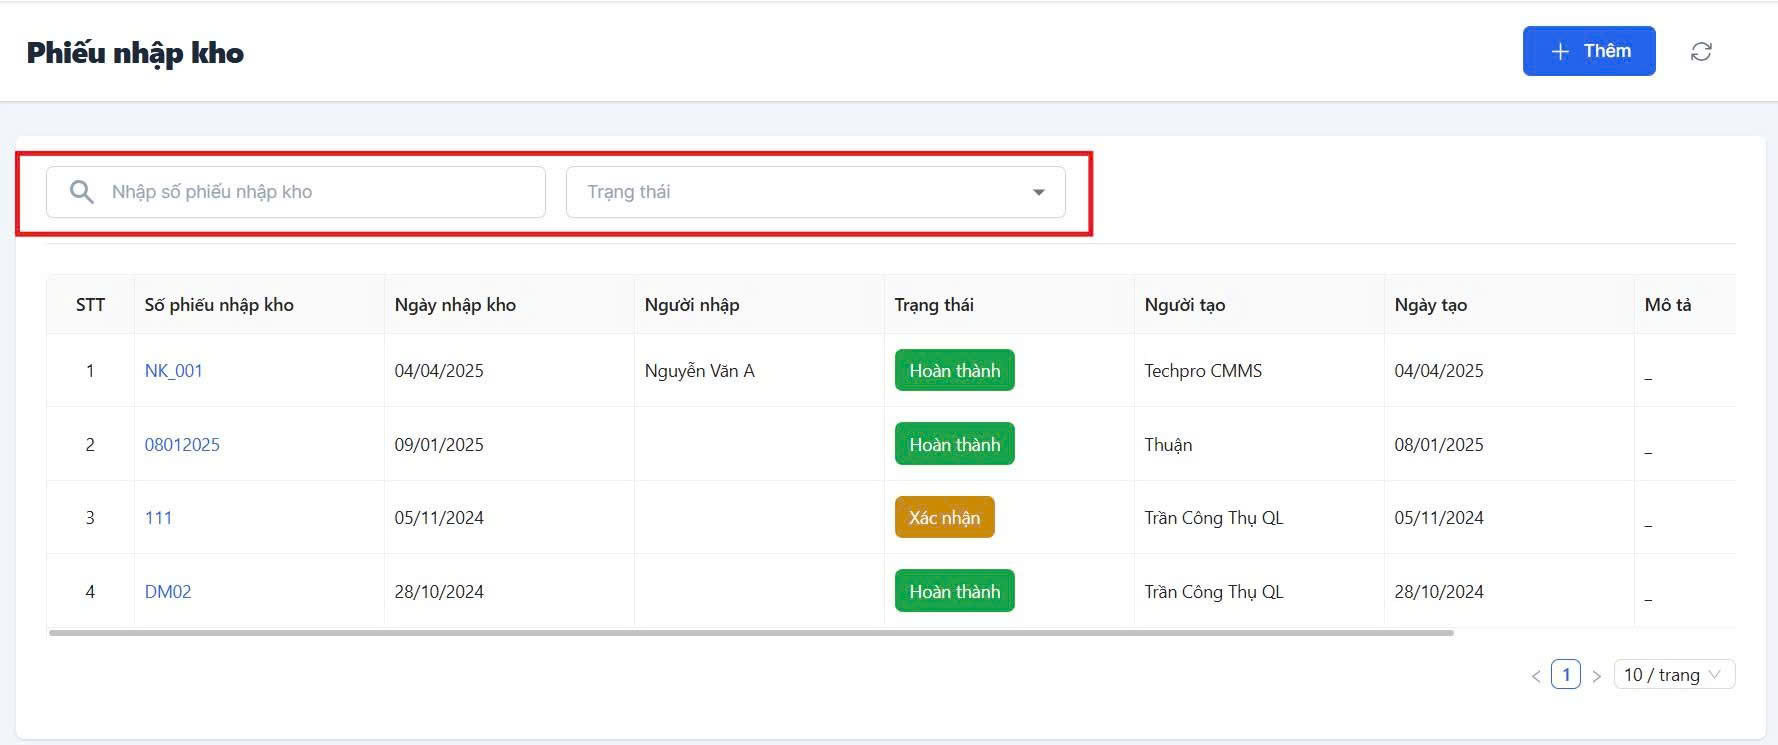 Phiếu nhập kho
Thêm
Nhập số phiếu nhập kho
Trạng thái
STT Số phiếu nhập kho Ngày nhập kho Người nhập Trạng thái Người tạo Ngày tạo Mô tả
1 NK_001 04/04/2025 Nguyễn Văn A Hoàn thành Techpro CMMS 04/04/2025 _
2 08012025 09/01/2025 Hoàn thành Thuận 08/01/2025 _
3 111 05/11/2024 Xác nhận Trần Công Thụ QL 05/11/2024 _
4 DM02 28/10/2024 Hoàn thành Trần Công Thụ QL 28/10/2024 _
< 1 > 10 / trang